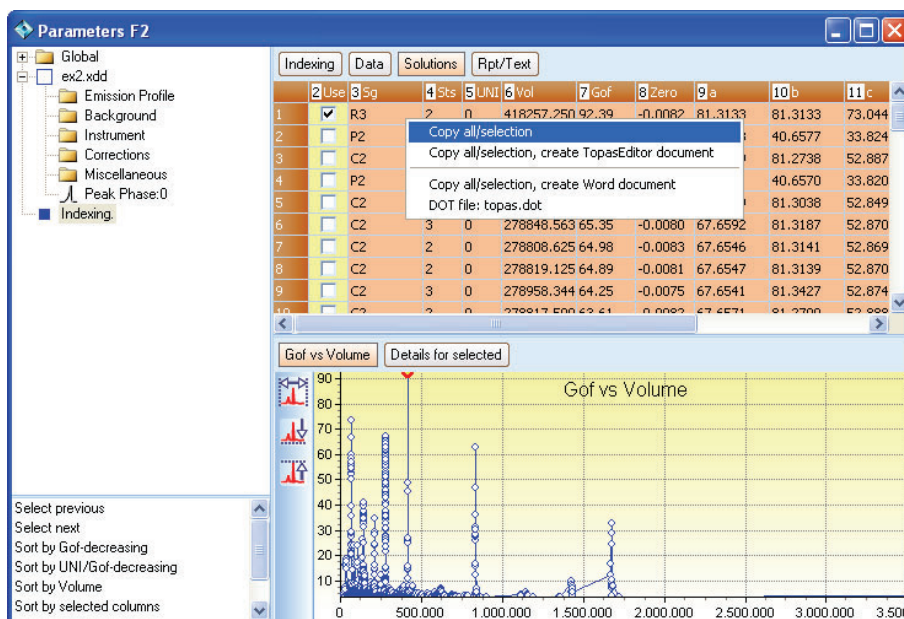 Parameters F2
Global
ex2.xdd
Emission Profile
Background
Instrument
Corrections
Miscellaneous
Peak Phase:0
Indexing.
Select previous
Select next
Sort by Gof-decreasing
Sort by UNI/Gof-decreasing
Sort by Volume
Sort by selected columns
Indexing Data Solutions Rpt/Text
2 Use 3 Sg 4 Sts 5 UNI 6 Vol 7 Gof 8 Zero 9 a 10 b 11 c
1 R3 2 0 418257.250 92.39 -0.0082 81.3133 81.3133 73.044
2 P2 40.6577 33.824
3 C2 81.2738 52.887
4 P2 40.6570 33.820
5 C2 81.3038 52.849
6 C2 3 0 278848.563 65.35 -0.0080 67.6592 81.3187 52.870
7 C2 2 0 278808.625 64.98 -0.0083 67.6546 81.3141 52.869
8 C2 2 0 278819.125 64.89 -0.0081 67.6547 81.3139 52.870
9 C2 3 0 278958.344 64.25 -0.0075 67.6541 81.3427 52.874
Copy all/selection
Copy all/selection, create TopasEditor document
Copy all/selection, create Word document
DOT file: topas.dot
Gof vs Volume Details for selected
Gof vs Volume
90
80
70
60
50
40
30
20
10
0 500.000 1.000.000 1.500.000 2.000.000 2.500.000 3.000.000 3.500